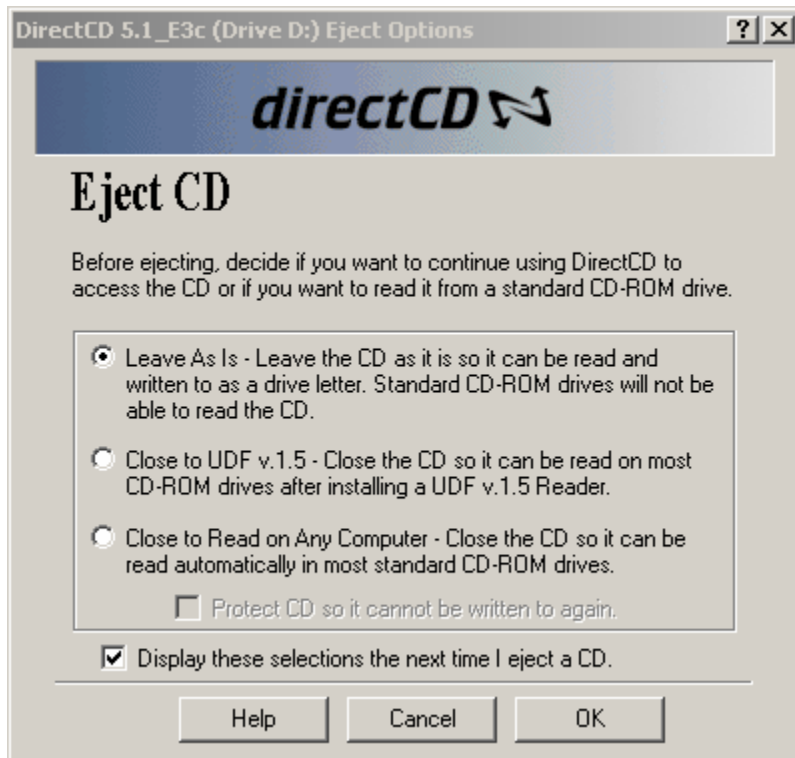 DirectCD 5.1_E3c (Drive D:) Eject Options
directCD
Eject CD
Before ejecting, decide if you want to continue using DirectCD to
access the CD or if you want to read it from a standard CD-ROM drive.
Leave As Is - Leave the CD as it is so it can be read and
written to as a drive letter. Standard CD-ROM drives will not be
able to read the CD.
Close to UDF v.1.5 - Close the CD so it can be read on most
CD-ROM drives after installing a UDF v.1.5 Reader.
Close to Read on Any Computer - Close the CD so it can be
read automatically in most standard CD-ROM drives.
Protect CD so it cannot be written to again.
Display these selections the next time I eject a CD.
Help Cancel OK